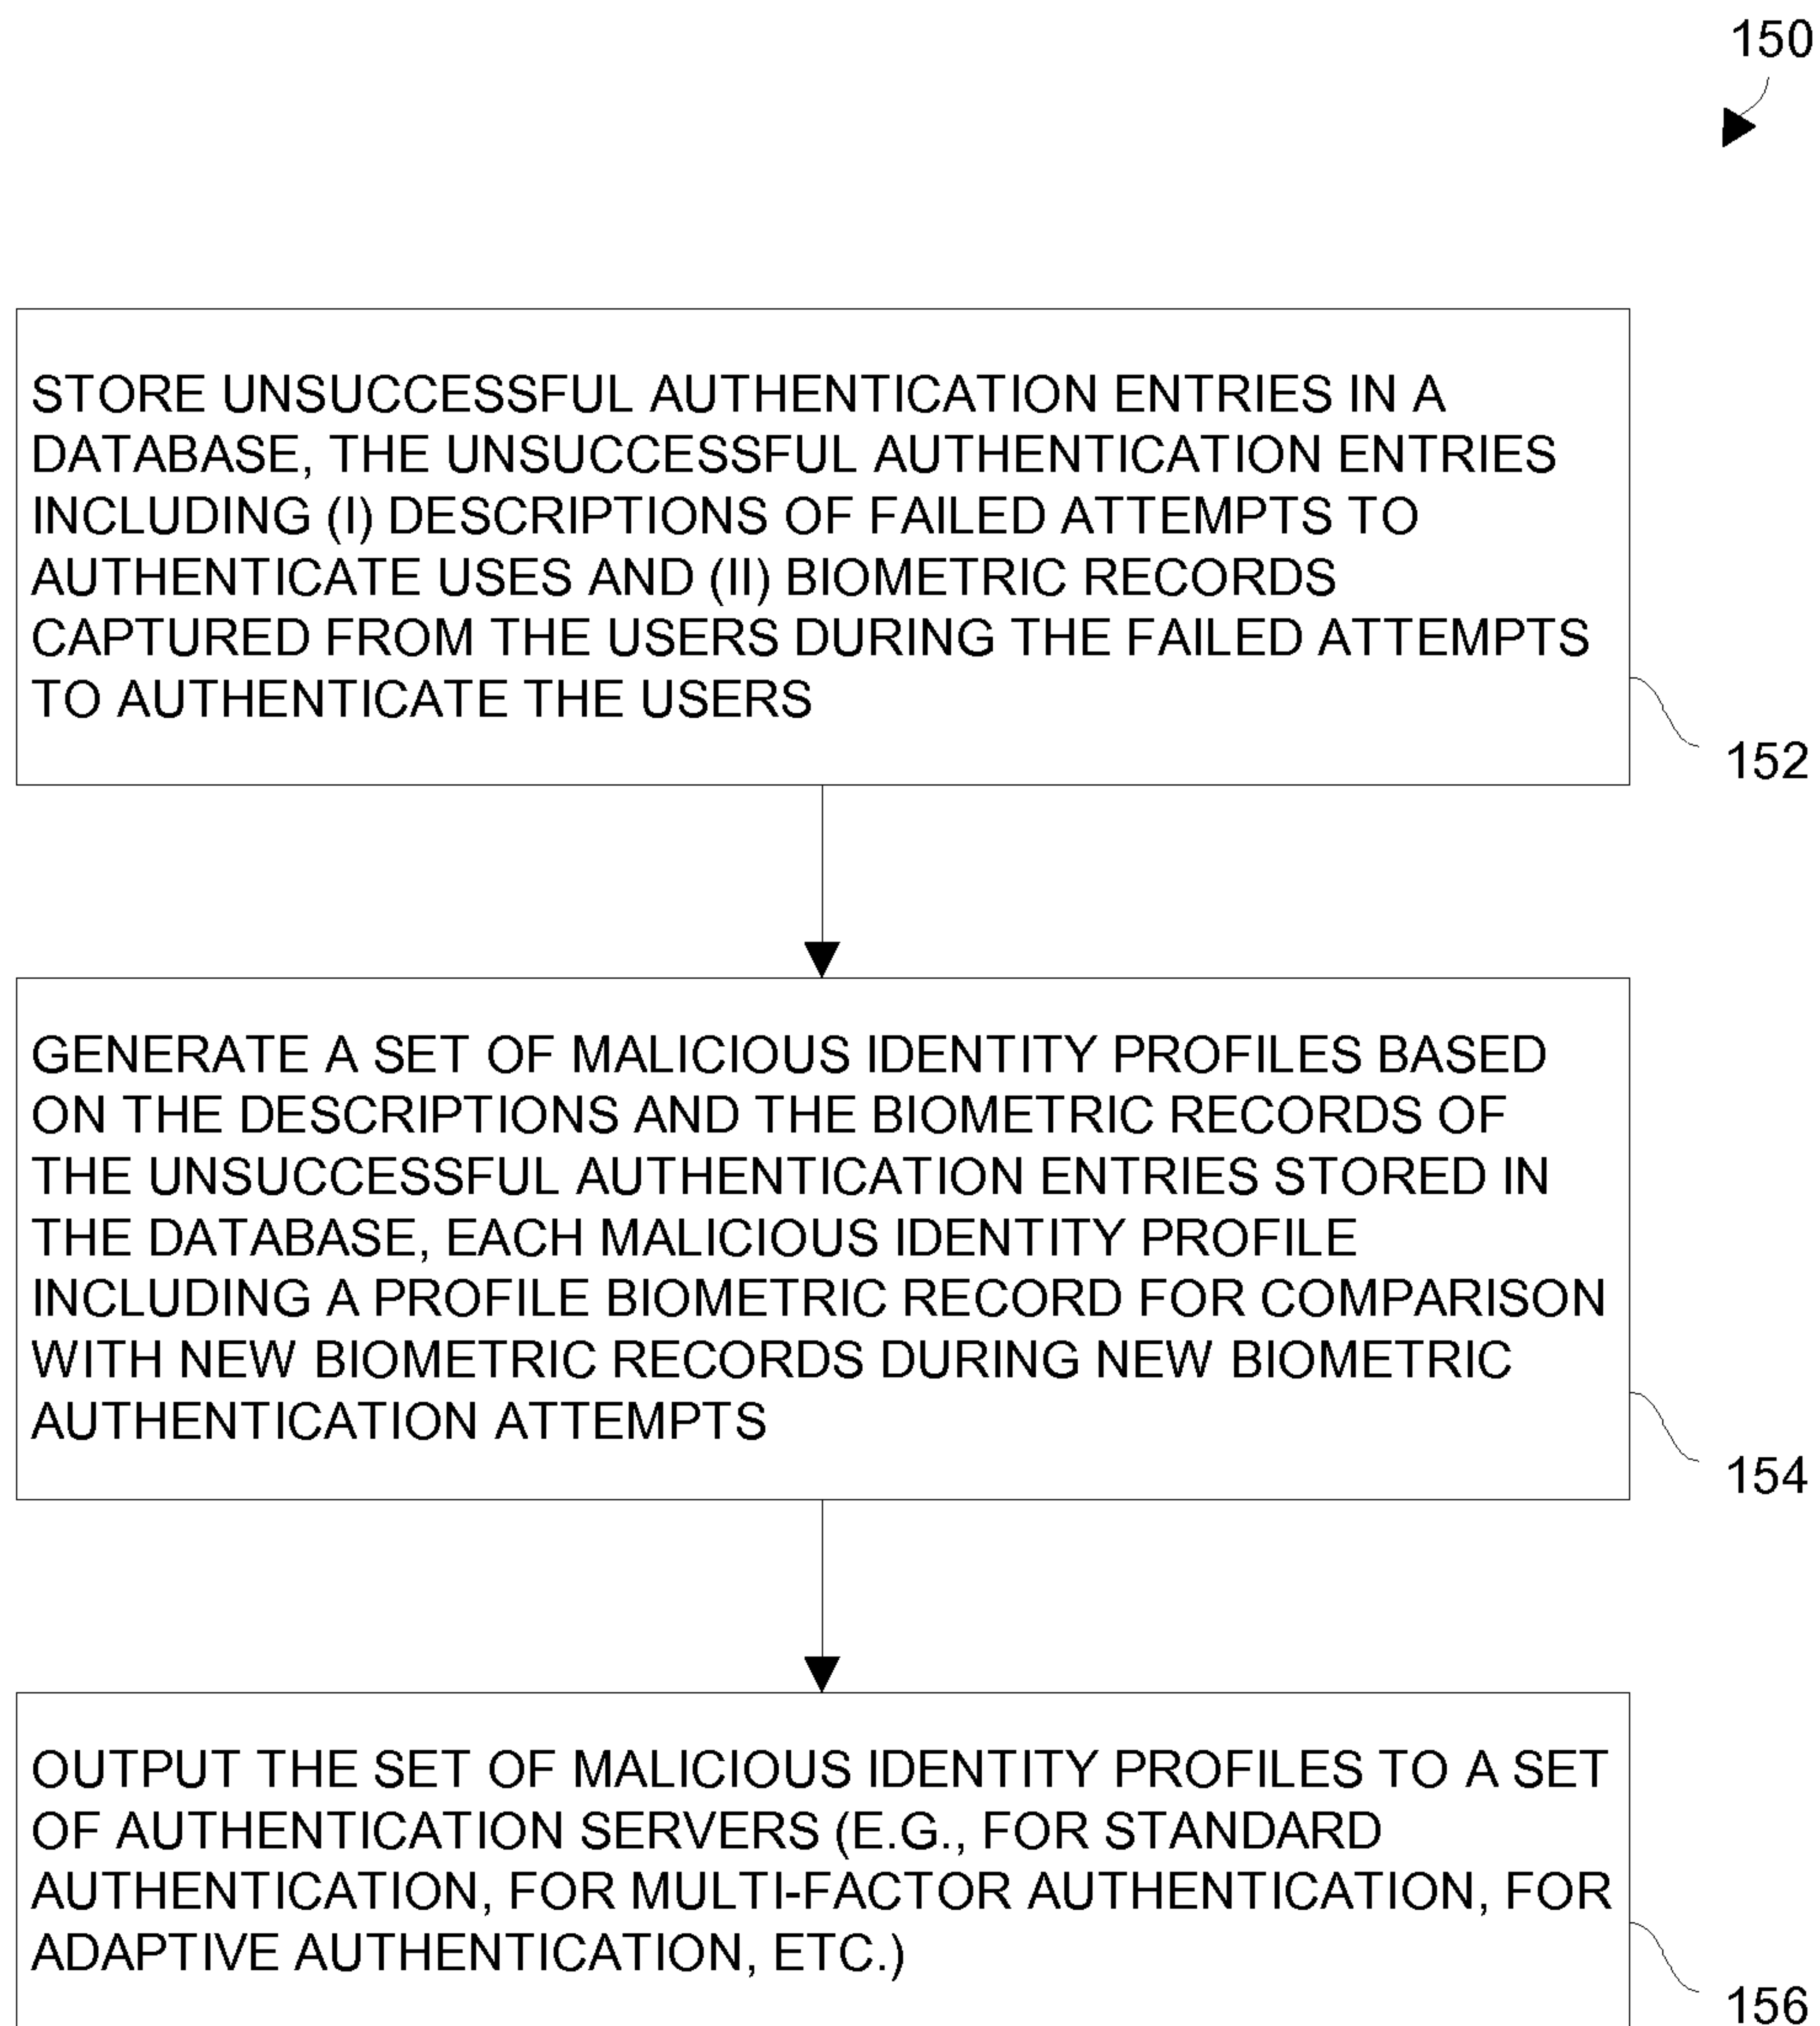 150
STORE UNSUCCESSFUL AUTHENTICATION ENTRIES IN A
DATABASE, THE UNSUCCESSFUL AUTHENTICATION ENTRIES
INCLUDING (I) DESCRIPTIONS OF FAILED ATTEMPTS TO
AUTHENTICATE USES AND (II) BIOMETRIC RECORDS
CAPTURED FROM THE USERS DURING THE FAILED ATTEMPTS
TO AUTHENTICATE THE USERS
152
GENERATE A SET OF MALICIOUS IDENTITY PROFILES BASED
ON THE DESCRIPTIONS AND THE BIOMETRIC RECORDS OF
THE UNSUCCESSFUL AUTHENTICATION ENTRIES STORED IN
THE DATABASE, EACH MALICIOUS IDENTITY PROFILE
INCLUDING A PROFILE BIOMETRIC RECORD FOR COMPARISON
WITH NEW BIOMETRIC RECORDS DURING NEW BIOMETRIC
AUTHENTICATION ATTEMPTS
154
OUTPUT THE SET OF MALICIOUS IDENTITY PROFILES TO A SET
OF AUTHENTICATION SERVERS (E.G., FOR STANDARD
AUTHENTICATION, FOR MULTI-FACTOR AUTHENTICATION, FOR
ADAPTIVE AUTHENTICATION, ETC.)
156